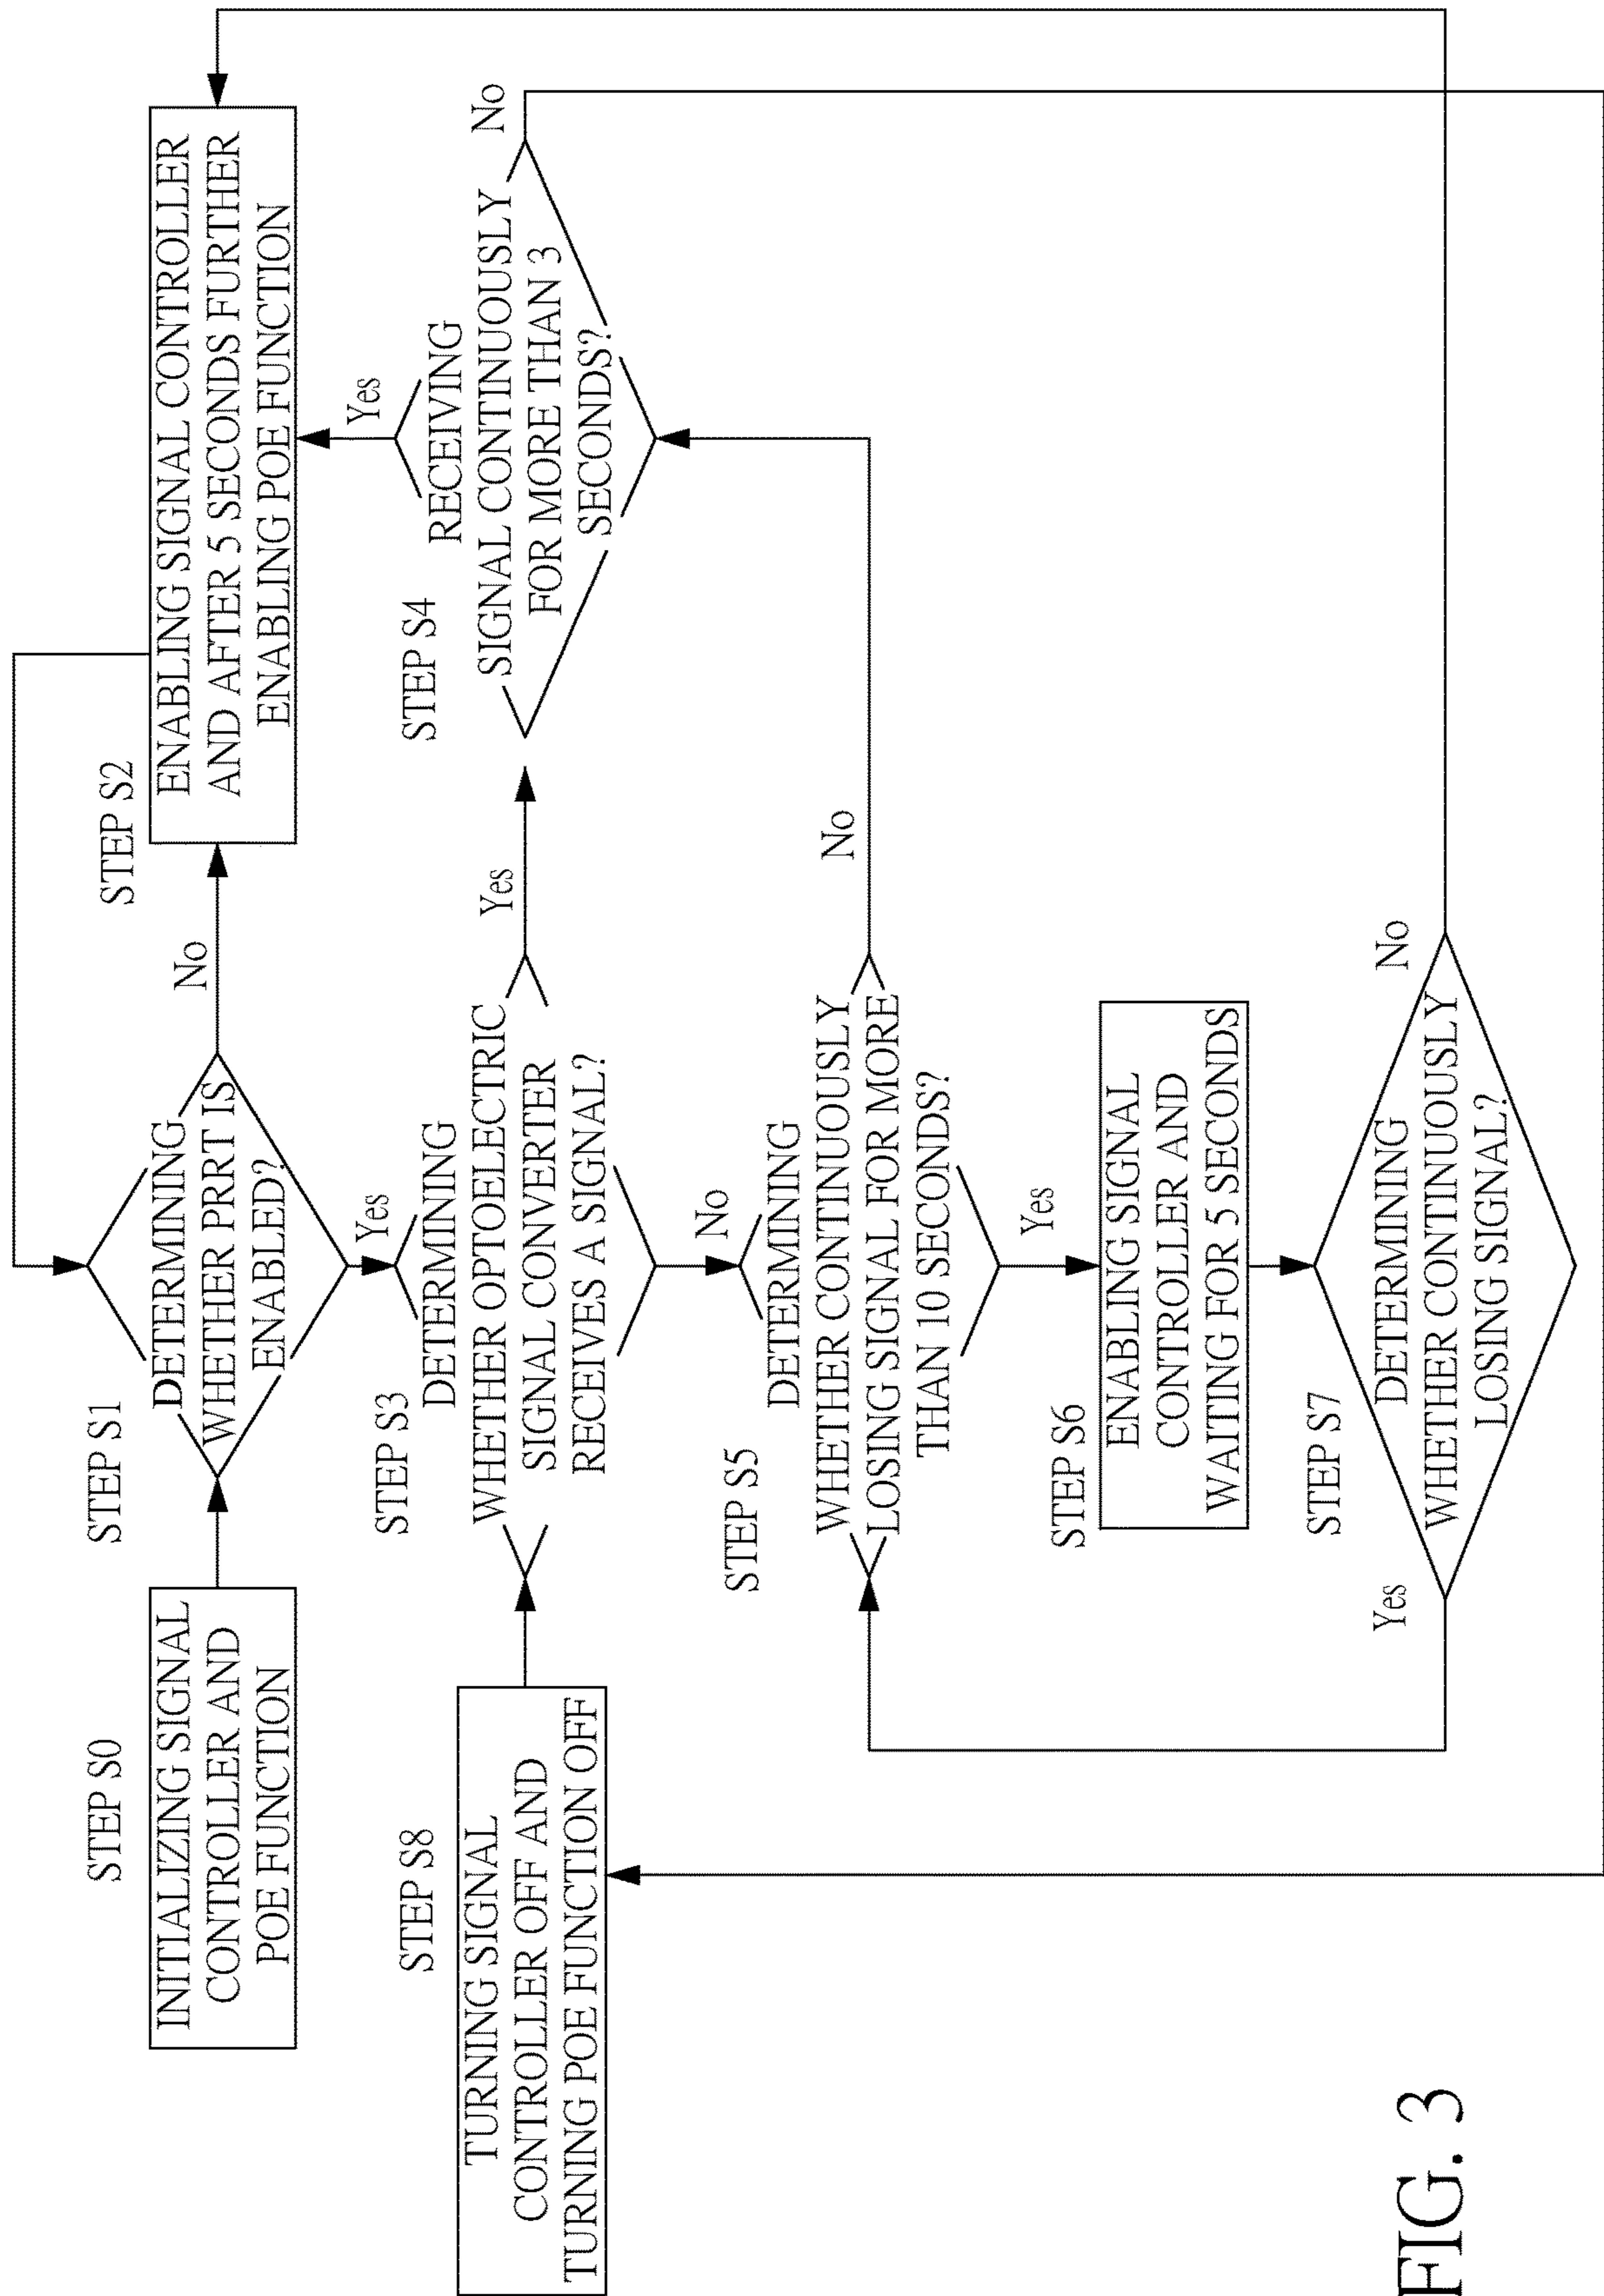 STEP S0
INITIALIZING SIGNAL
CONTROLLER AND
POE FUNCTION
STEP S1
DETERMINING
WHETHER PRRT IS
ENABLED?
No
Yes
STEP S2
ENABLING SIGNAL CONTROLLER
AND AFTER 5 SECONDS FURTHER
ENABLING POE FUNCTION
STEP S8
TURNING SIGNAL
CONTROLLER OFF AND
TURNING POE FUNCTION OFF
STEP S3
DETERMINING
WHETHER OPTOELECTRIC
SIGNAL CONVERTER
RECEIVES A SIGNAL?
Yes
No
STEP S4
RECEIVING
SIGNAL CONTINUOUSLY
FOR MORE THAN 3
SECONDS?
Yes
No
STEP S5
DETERMINING
WHETHER CONTINUOUSLY
LOSING SIGNAL FOR MORE
THAN 10 SECONDS?
No
Yes
STEP S6
ENABLING SIGNAL
CONTROLLER AND
WAITING FOR 5 SECONDS
STEP S7
DETERMINING
WHETHER CONTINUOUSLY
LOSING SIGNAL?
Yes
No
FIG. 3